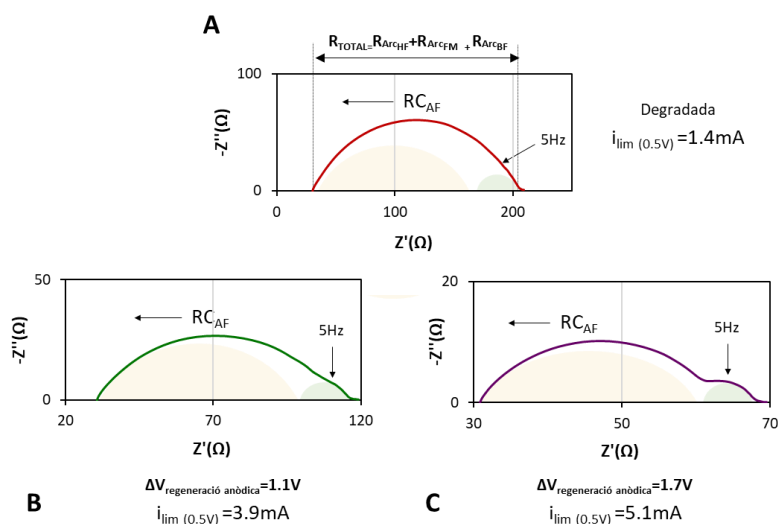 A
R_TOTAL=R_ArcHF+R_ArcFM + R_ArcBF
100
-Z''(Ω)
0
RC_AF
5Hz
0
100
200
Z'(Ω)
Degradada
i_lim (0.5V) =1.4mA
50
-Z''(Ω)
0
RC_AF
5Hz
20
70
120
Z'(Ω)
20
-Z''(Ω)
0
RC_AF
5Hz
30
50
70
Z'(Ω)
B
ΔV_regeneració anòdica=1.1V
i_lim (0.5V) =3.9mA
C
ΔV_regeneració anòdica=1.7V
i_lim (0.5V) =5.1mA